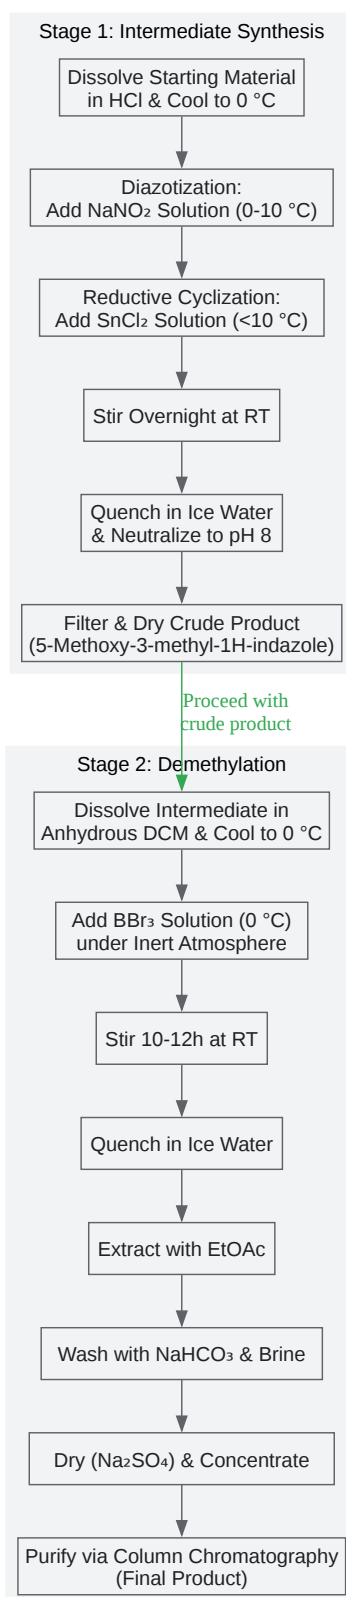 Stage 1: Intermediate Synthesis
Dissolve Starting Material
in HCl & Cool to 0 °C
Diazotization:
Add NaNO₂ Solution (0-10 °C)
Reductive Cyclization:
Add SnCl₂ Solution (<10 °C)
Stir Overnight at RT
Quench in Ice Water
& Neutralize to pH 8
Filter & Dry Crude Product
(5-Methoxy-3-methyl-1H-indazole)
Proceed with
crude product
Stage 2: Demethylation
Dissolve Intermediate in
Anhydrous DCM & Cool to 0 °C
Add BBr₃ Solution (0 °C)
under Inert Atmosphere
Stir 10-12h at RT
Quench in Ice Water
Extract with EtOAc
Wash with NaHCO₃ & Brine
Dry (Na₂SO₄) & Concentrate
Purify via Column Chromatography
(Final Product)